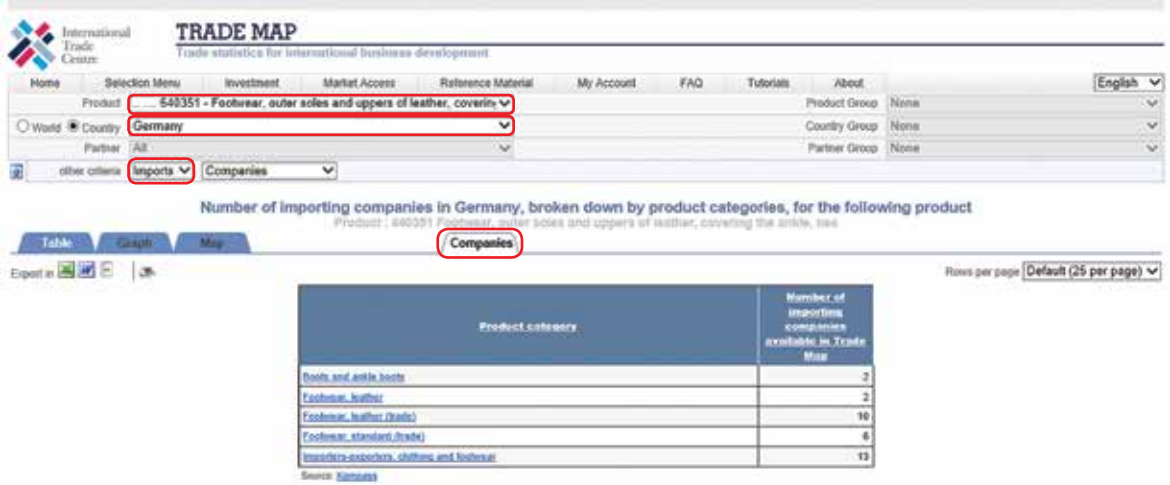 International
Trade
Centre
TRADE MAP
Trade statistics for international business development
Home Selection Menu Investment Market Access Reference Material My Account FAQ Tutorials About English
Product ... ... 640351 - Footwear, outer soles and uppers of leather, covering Product Group None
World Country Germany Country Group None
Partner All Partner Group None
other criteria Imports Companies
Number of importing companies in Germany, broken down by product categories, for the following product
Product : 640351 Footwear, outer soles and uppers of leather, covering the ankle,
Table Graph Map Companies
Export in Rows per page Default (25 per page)
Product category
Number of
importing
companies
available in Trade
Map
Boots and ankle boots 2
Footwear, leather 2
Footwear, leather (trade) 10
Footwear, standard (trade) 6
Importers-exporters, clothing and footwear 13
Source: Kompass